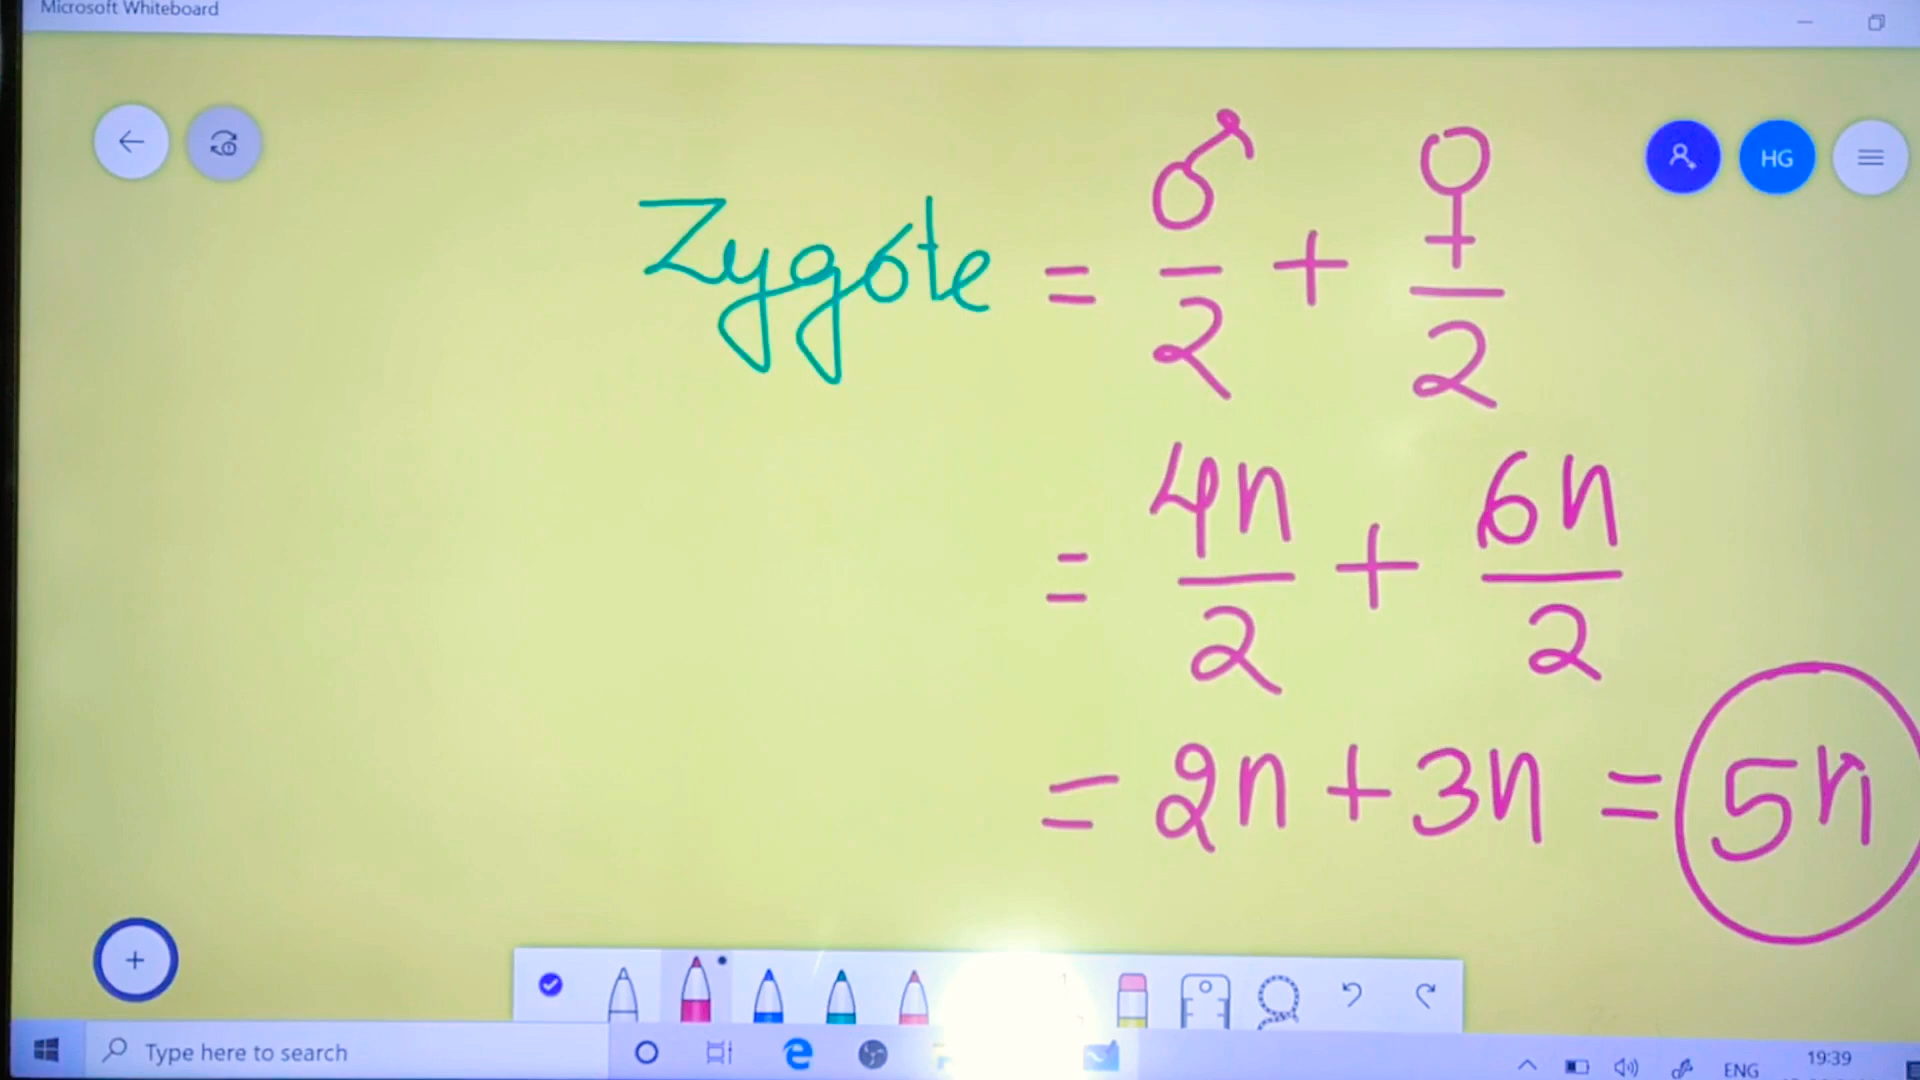 Microsoft Whiteboard
HG
Zygote = ♂/2 + ♀/2
= 4n/2 + 6n/2
= 2n + 3n = 5n
Type here to search
ENG
19:39